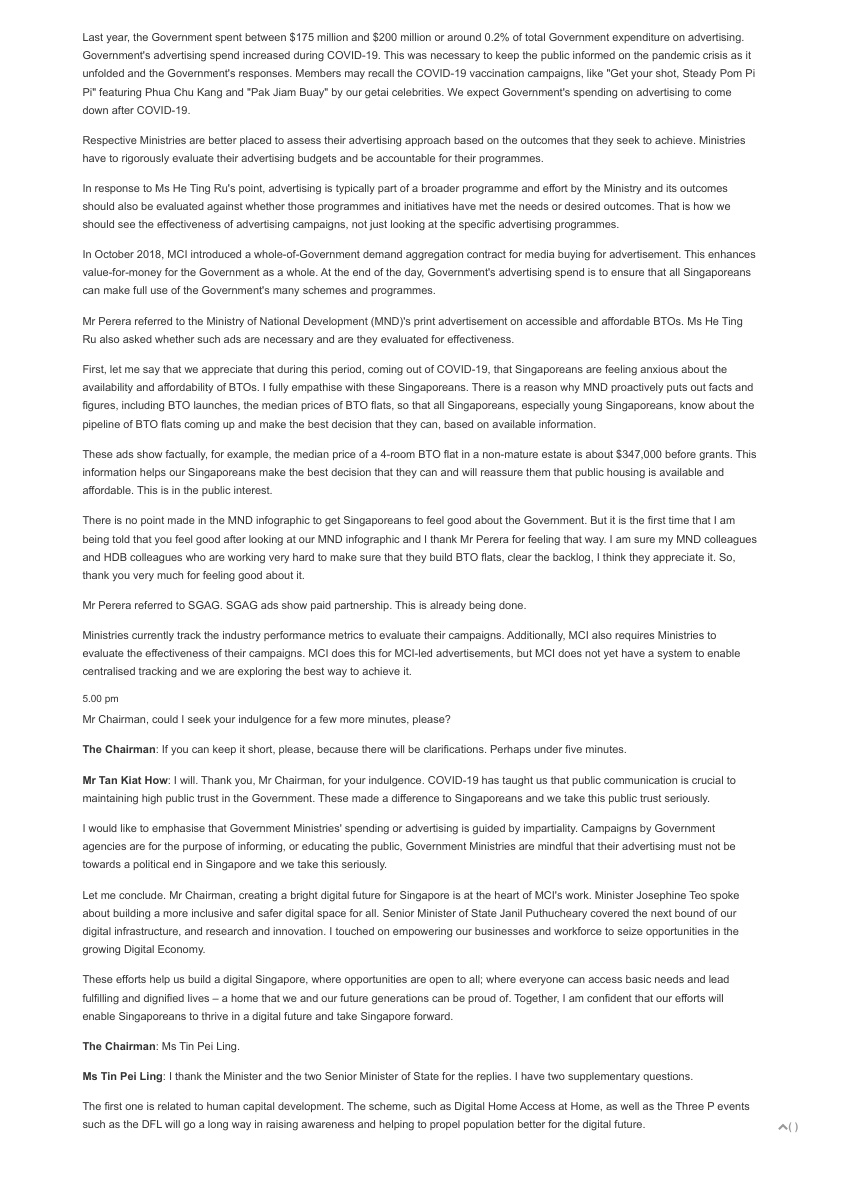 Last year, the Government spent between $175 million and $200 million or around 0.2% of total Government expenditure on advertising.
Government's advertising spend increased during COVID-19. This was necessary to keep the public informed on the pandemic crisis as it
unfolded and the Government's responses. Members may recall the COVID-19 vaccination campaigns, like "Get your shot, Steady Pom Pi
Pi" featuring Phua Chu Kang and "Pak Jiam Buay" by our getai celebrities. We expect Government's spending on advertising to come
down after COVID-19.
Respective Ministries are better placed to assess their advertising approach based on the outcomes that they seek to achieve. Ministries
have to rigorously evaluate their advertising budgets and be accountable for their programmes.
In response to Ms He Ting Ru's point, advertising is typically part of a broader programme and effort by the Ministry and its outcomes
should also be evaluated against whether those programmes and initiatives have met the needs or desired outcomes. That is how we
should see the effectiveness of advertising campaigns, not just looking at the specific advertising programmes.
In October 2018, MCI introduced a whole-of-Government demand aggregation contract for media buying for advertisement. This enhances
value-for-money for the Government as a whole. At the end of the day, Government's advertising spend is to ensure that all Singaporeans
can make full use of the Government's many schemes and programmes.
Mr Perera referred to the Ministry of National Development (MND)'s print advertisement on accessible and affordable BTOs. Ms He Ting
Ru also asked whether such ads are necessary and are they evaluated for effectiveness.
First, let me say that we appreciate that during this period, coming out of COVID-19, that Singaporeans are feeling anxious about the
availability and affordability of BTOs. I fully empathise with these Singaporeans. There is a reason why MND proactively puts out facts and
figures, including BTO launches, the median prices of BTO flats, so that all Singaporeans, especially young Singaporeans, know about the
pipeline of BTO flats coming up and make the best decision that they can, based on available information.
These ads show factually, for example, the median price of a 4-room BTO flat in a non-mature estate is about $347,000 before grants. This
information helps our Singaporeans make the best decision that they can and will reassure them that public housing is available and
affordable. This is in the public interest.
There is no point made in the MND infographic to get Singaporeans to feel good about the Government. But it is the first time that I am
being told that you feel good after looking at our MND infographic and I thank Mr Perera for feeling that way. I am sure my MND colleagues
and HDB colleagues who are working very hard to make sure that they build BTO flats, clear the backlog, I think they appreciate it. So,
thank you very much for feeling good about it.
Mr Perera referred to SGAG. SGAG ads show paid partnership. This is already being done.
Ministries currently track the industry performance metrics to evaluate their campaigns. Additionally, MCI also requires Ministries to
evaluate the effectiveness of their campaigns. MCI does this for MCI-led advertisements, but MCI does not yet have a system to enable
centralised tracking and we are exploring the best way to achieve it.
5.00 pm
Mr Chairman, could I seek your indulgence for a few more minutes, please?
The Chairman: If you can keep it short, please, because there will be clarifications. Perhaps under five minutes.
Mr Tan Kiat How: I will. Thank you, Mr Chairman, for your indulgence. COVID-19 has taught us that public communication is crucial to
maintaining high public trust in the Government. These made a difference to Singaporeans and we take this public trust seriously.
I would like to emphasise that Government Ministries' spending or advertising is guided by impartiality. Campaigns by Government
agencies are for the purpose of informing, or educating the public, Government Ministries are mindful that their advertising must not be
towards a political end in Singapore and we take this seriously.
Let me conclude. Mr Chairman, creating a bright digital future for Singapore is at the heart of MCI's work. Minister Josephine Teo spoke
about building a more inclusive and safer digital space for all. Senior Minister of State Janil Puthucheary covered the next bound of our
digital infrastructure, and research and innovation. I touched on empowering our businesses and workforce to seize opportunities in the
growing Digital Economy.
These efforts help us build a digital Singapore, where opportunities are open to all; where everyone can access basic needs and lead
fulfilling and dignified lives – a home that we and our future generations can be proud of. Together, I am confident that our efforts will
enable Singaporeans to thrive in a digital future and take Singapore forward.
The Chairman: Ms Tin Pei Ling.
Ms Tin Pei Ling: I thank the Minister and the two Senior Minister of State for the replies. I have two supplementary questions.
The first one is related to human capital development. The scheme, such as Digital Home Access at Home, as well as the Three P events
such as the DFL will go a long way in raising awareness and helping to propel population better for the digital future.
( )